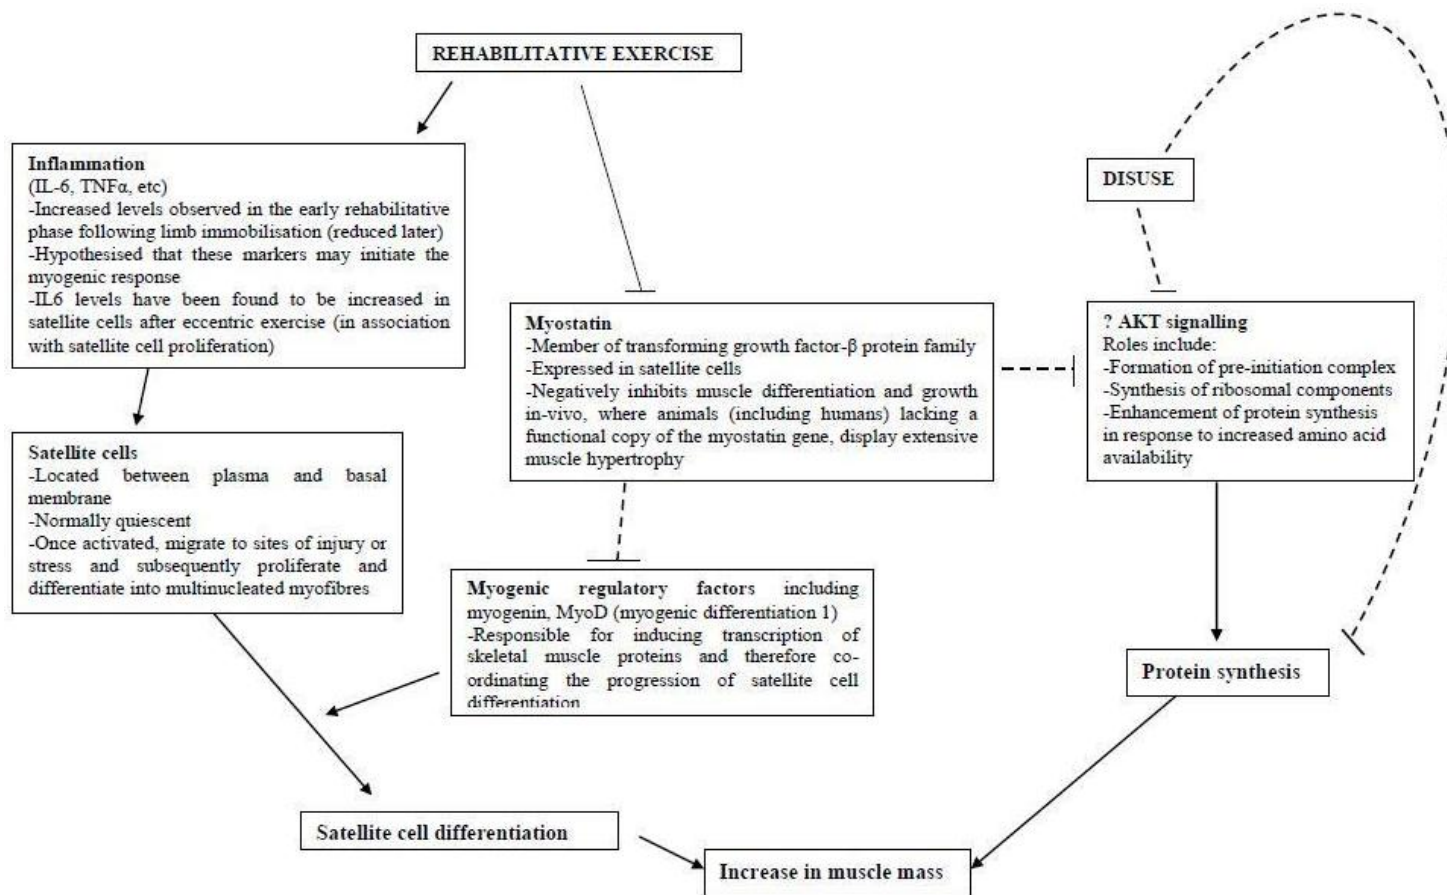 REHABILITATIVE EXERCISE
Inflammation
(IL-6, TNFα, etc)
-Increased levels observed in the early rehabilitative
phase following limb immobilisation (reduced later)
-Hypothesised that these markers may initiate the
myogenic response
-IL6 levels have been found to be increased in
satellite cells after eccentric exercise (in association
with satellite cell proliferation)
DISUSE
Myostatin
-Member of transforming growth factor-β protein family
-Expressed in satellite cells
-Negatively inhibits muscle differentiation and growth
in-vivo, where animals (including humans) lacking a
functional copy of the myostatin gene, display extensive
muscle hypertrophy
? AKT signalling
Roles include:
-Formation of pre-initiation complex
-Synthesis of ribosomal components
-Enhancement of protein synthesis
in response to increased amino acid
availability
Satellite cells
-Located between plasma and basal
membrane
-Normally quiescent
-Once activated, migrate to sites of injury or
stress and subsequently proliferate and
differentiate into multinucleated myofibres
Myogenic regulatory factors including
myogenin, MyoD (myogenic differentiation 1)
-Responsible for inducing transcription of
skeletal muscle proteins and therefore co-
ordinating the progression of satellite cell
differentiation
Protein synthesis
Satellite cell differentiation
Increase in muscle mass